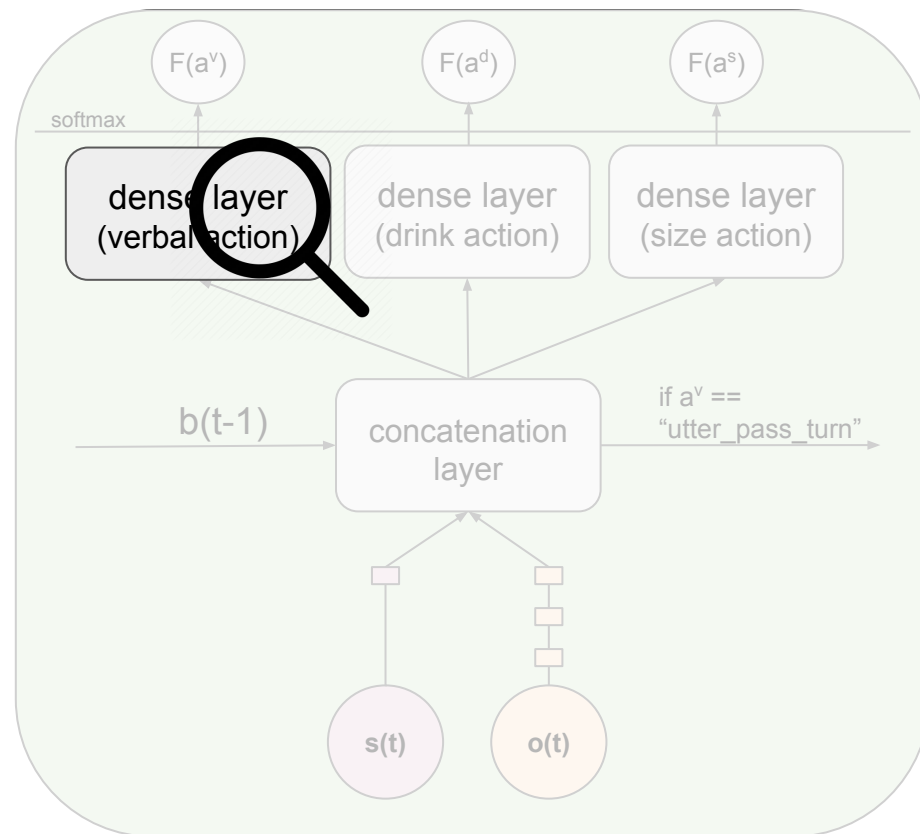 F(aᵛ) F(aᵈ) F(aˢ)
softmax
dense layer
(verbal action)
dense layer
(drink action)
dense layer
(size action)
b(t-1)
concatenation
layer
if aᵛ ==
“utter_pass_turn”
s(t) o(t)